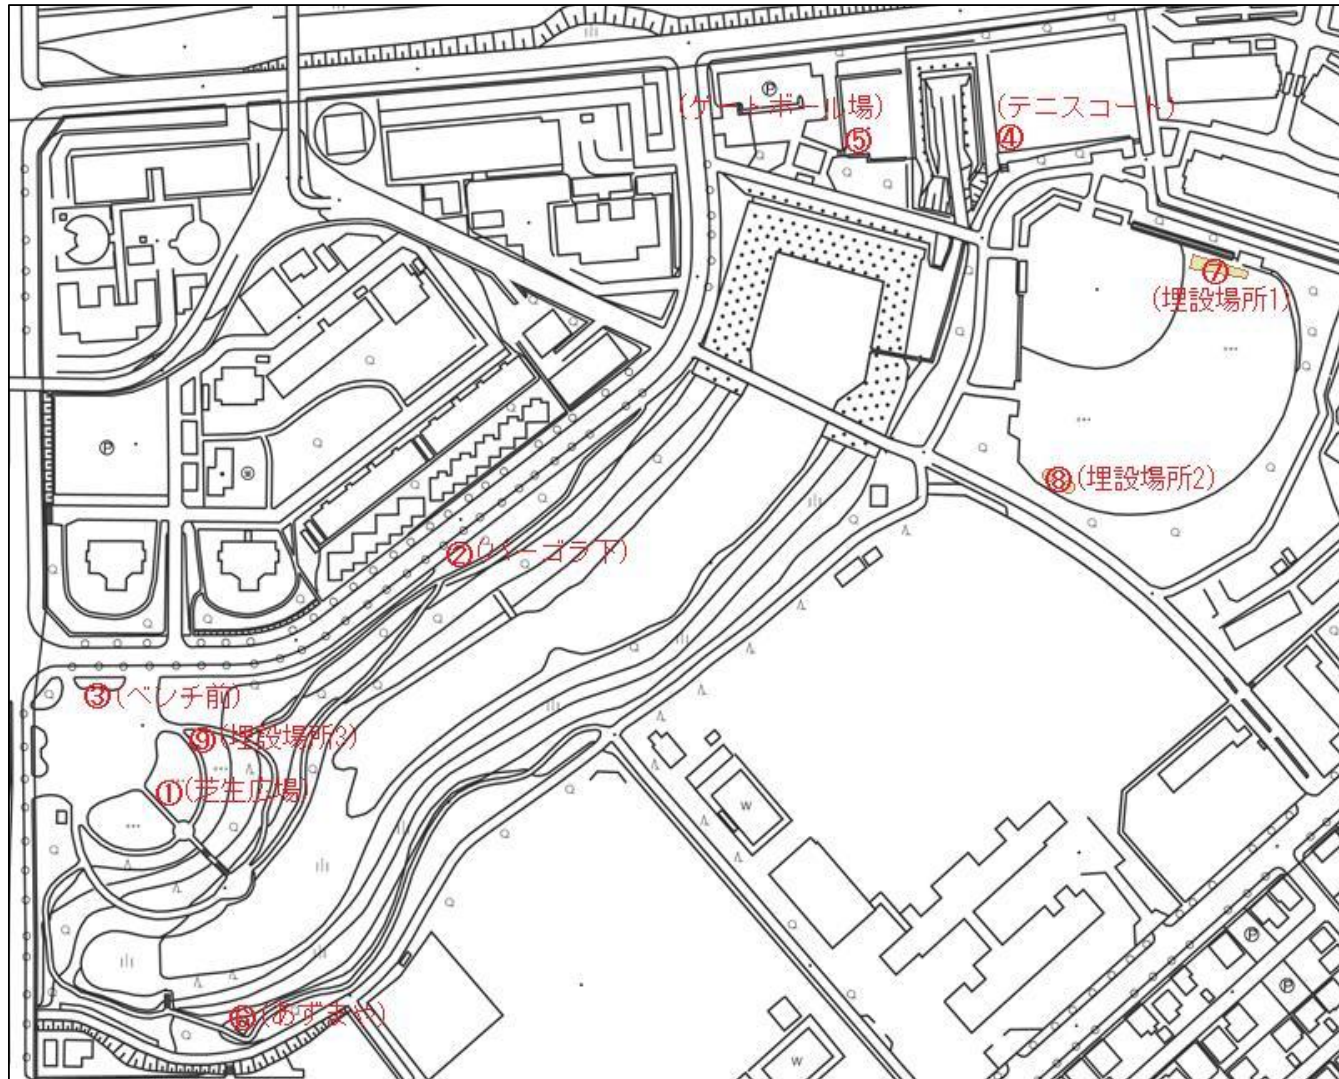 Ⓟ
(ゲートボール場)
⑤
(テニスコート)
④
⑦
(埋設場所1)
Ⓟ
⑧(埋設場所2)
②(パーゴラ下)
③(ベンチ前)
⑨(埋設場所3)
①(芝生広場)
W
Ⓟ
Ⓟ
⑥(あずまや)
W